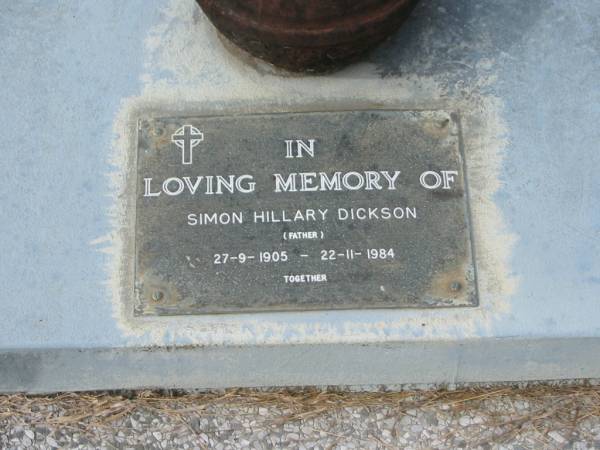 IN
LOVING MEMORY OF
SIMON HILLARY DICKSON
( FATHER )
27-9-1905 - 22-11-1984
TOGETHER